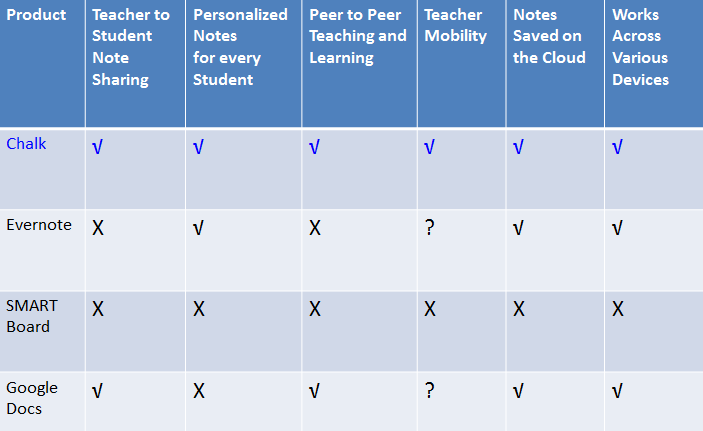 Product Teacher to Student Note Sharing Personalized Notes for every Student Peer to Peer Teaching and Learning Teacher Mobility Notes Saved on the Cloud Works Across Various Devices
Chalk √ √ √ √ √ √
Evernote X √ X ? √ √
SMART Board X X X X X X
Google Docs √ X √ ? √ √